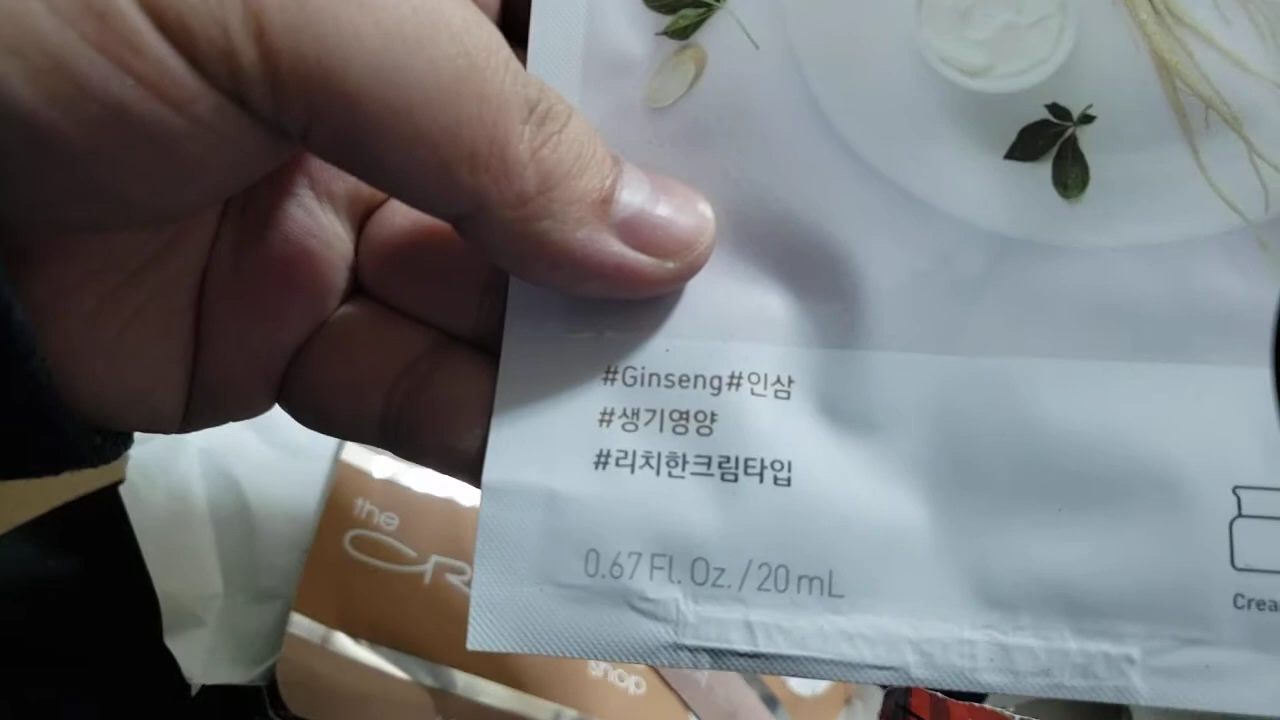 #Ginseng#인삼
#생기영양
#리치한크림타입
0.67 Fl. Oz. / 20 mL
the
shop